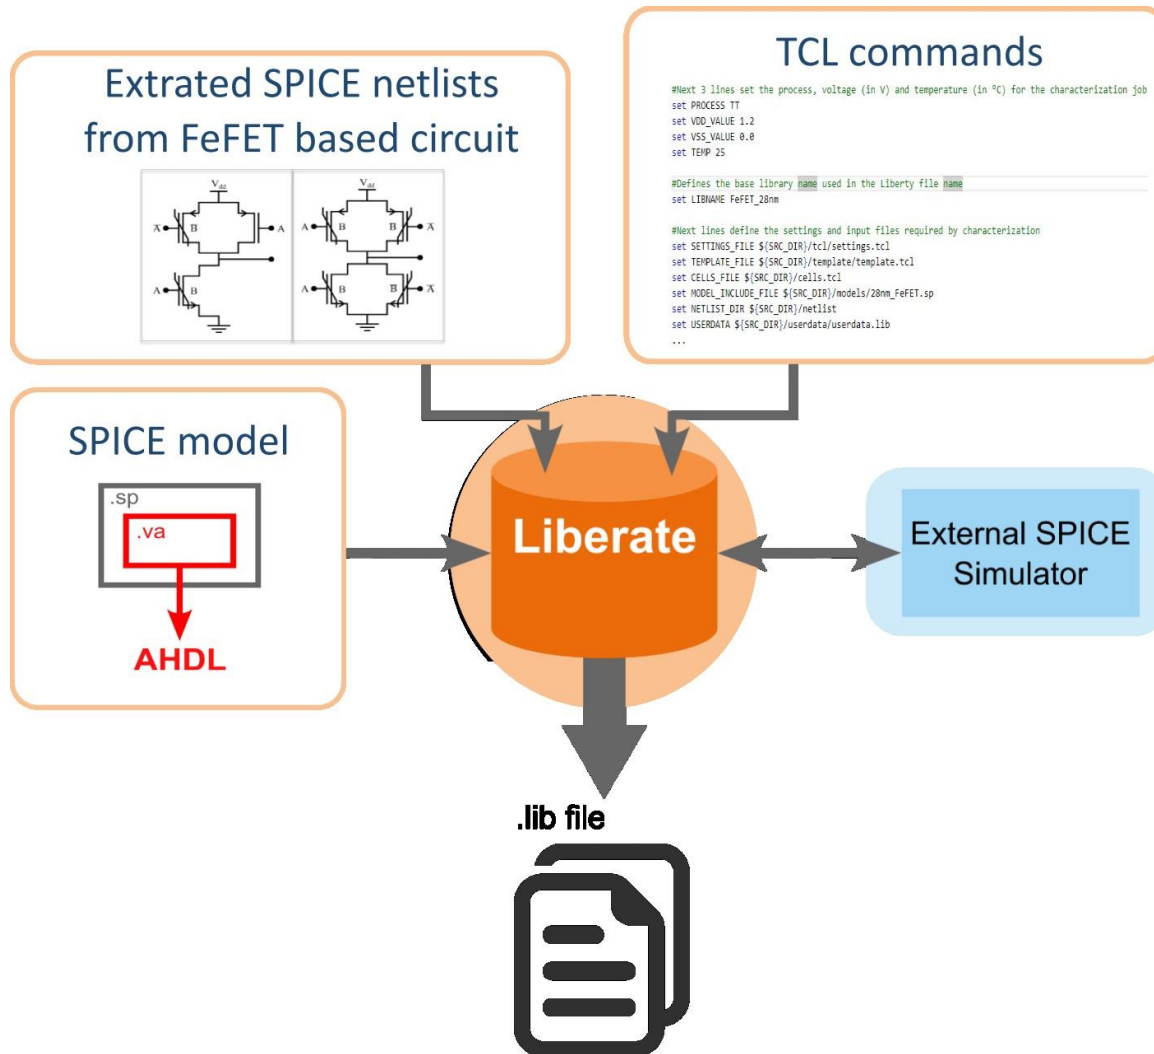 Extrated SPICE netlists
from FeFET based circuit
Vdd
A̅ B A
A B
Vdd
A B B A̅
A B B̅ A̅
TCL commands
#Next 3 lines set the process, voltage (in V) and temperature (in °C) for the characterization job
set PROCESS TT
set VDD_VALUE 1.2
set VSS_VALUE 0.0
set TEMP 25
#Defines the base library name used in the Liberty file name
set LIBNAME FeFET_28nm
#Next lines define the settings and input files required by characterization
set SETTINGS_FILE ${SRC_DIR}/tcl/settings.tcl
set TEMPLATE_FILE ${SRC_DIR}/template/template.tcl
set CELLS_FILE ${SRC_DIR}/cells.tcl
set MODEL_INCLUDE_FILE ${SRC_DIR}/models/28nm_FeFET.sp
set NETLIST_DIR ${SRC_DIR}/netlist
set USERDATA ${SRC_DIR}/userdata/userdata.lib
...
SPICE model
.sp
.va
AHDL
Liberate
External SPICE
Simulator
.lib file